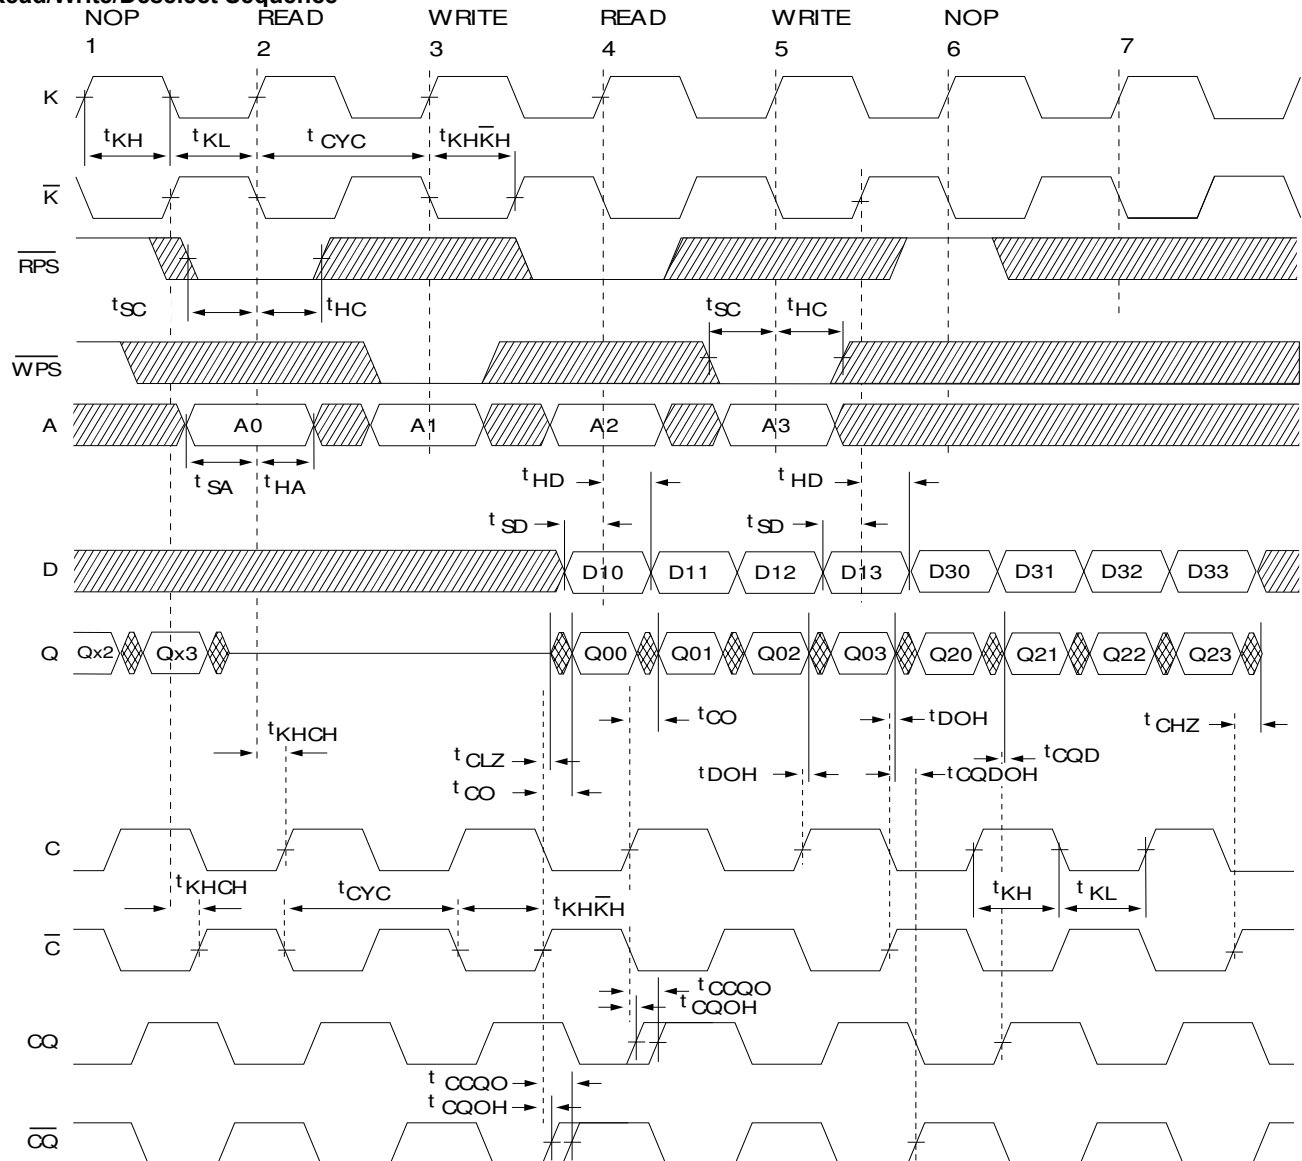 Read/Write/Deselect Sequence
NOP READ WRITE READ WRITE NOP
1 2 3 4 5 6 7
K
tKH tKL tCYC tKHK̅H
K̅
R̅P̅S̅
tSC tHC tSC tHC
W̅P̅S̅
A A0 A1 A2 A3
tSA tHA tHD tHD
tSD tSD
D D10 D11 D12 D13 D30 D31 D32 D33
Q Qx2 Qx3 Q00 Q01 Q02 Q03 Q20 Q21 Q22 Q23
tKHCH tCO tDOH tCHZ
tCLZ tDOH tCQDOH tCQD
tCO
C
tKHCH tCYC tKHK̅H tKH tKL
C̅
tCCQO
tCQOH
CQ
tCCQO
tCQOH
C̅Q̅